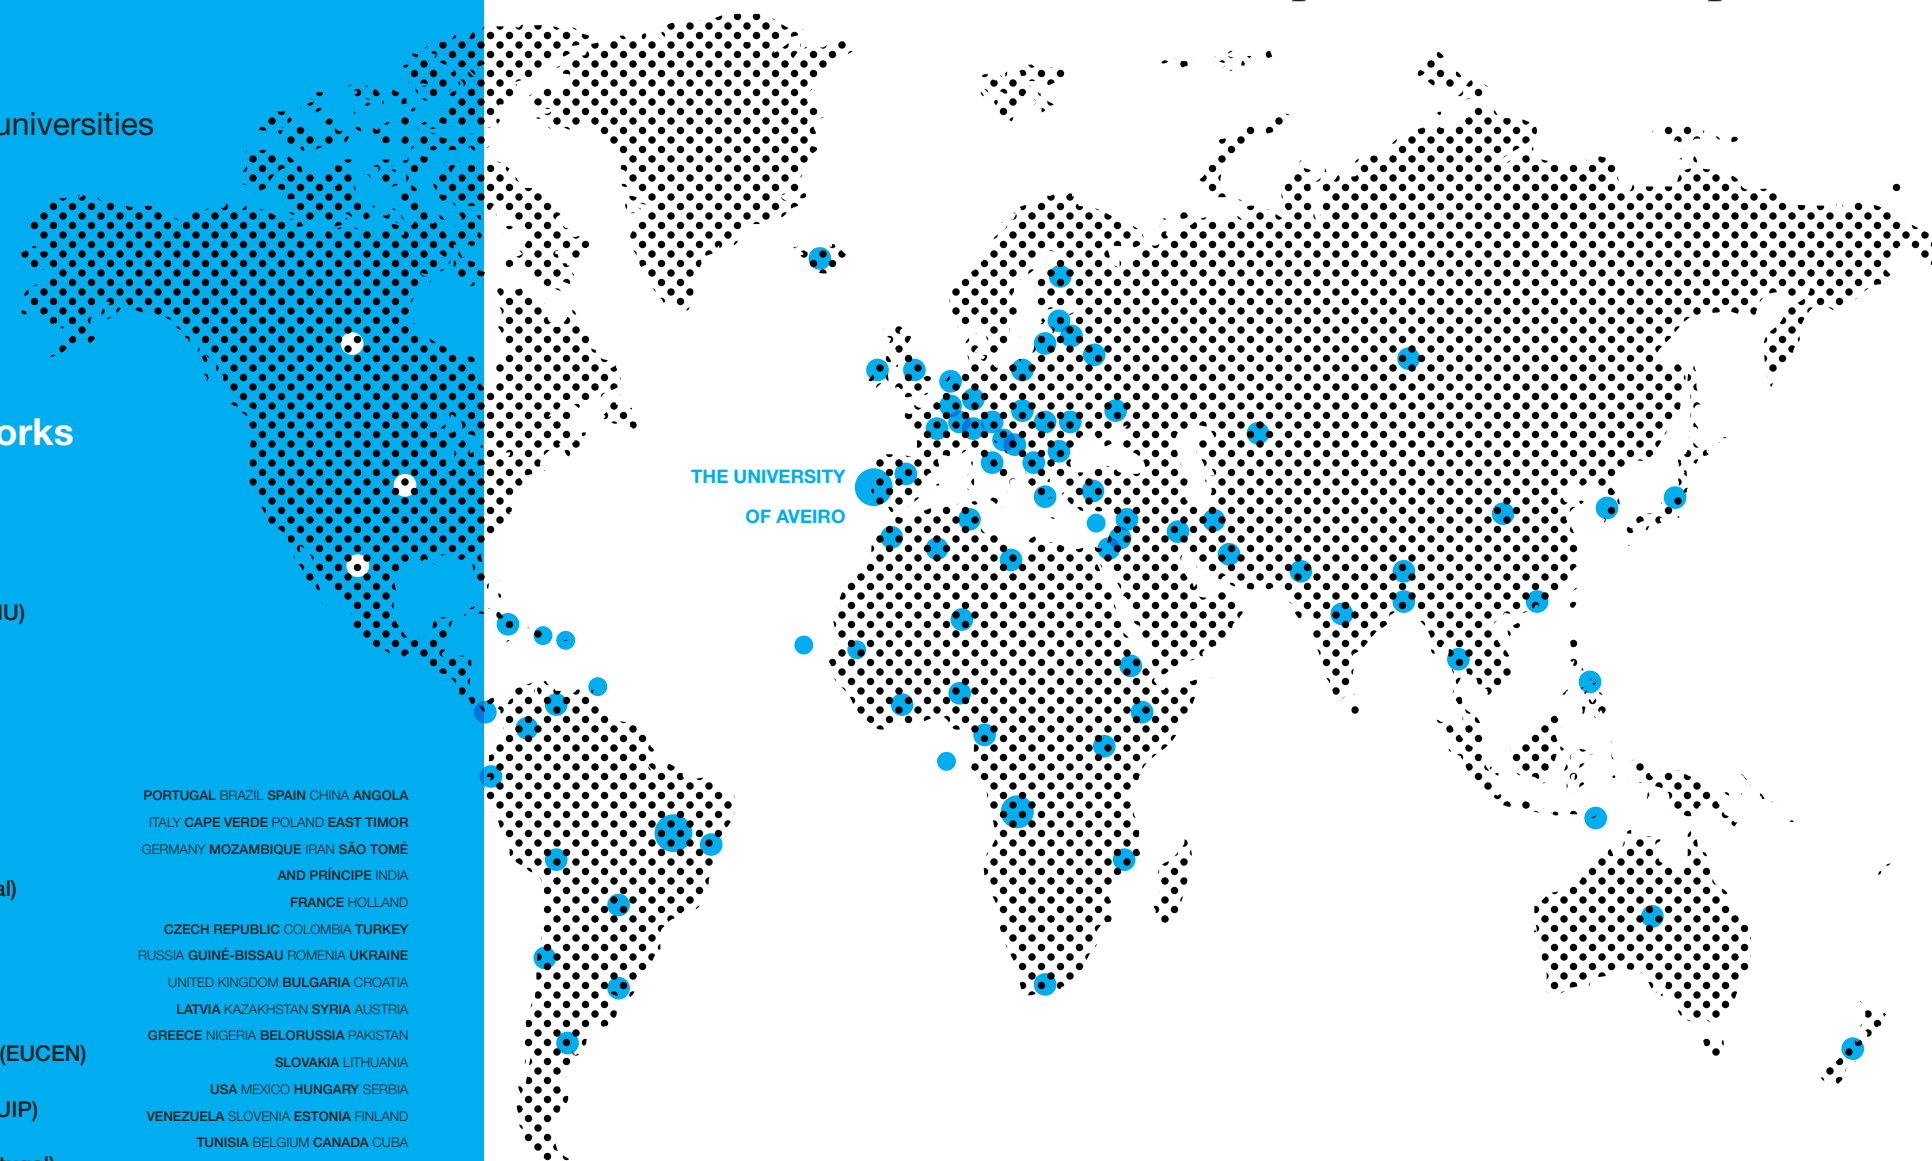 universities
orks
THE UNIVERSITY
OF AVEIRO
IU)
PORTUGAL BRAZIL SPAIN CHINA ANGOLA
ITALY CAPE VERDE POLAND EAST TIMOR
GERMANY MOZAMBIQUE IRAN SÃO TOMÉ
AND PRÍNCIPE INDIA
al)
FRANCE HOLLAND
CZECH REPUBLIC COLOMBIA TURKEY
RUSSIA GUINÉ-BISSAU ROMENIA UKRAINE
UNITED KINGDOM BULGARIA CROATIA
LATVIA KAZAKHSTAN SYRIA AUSTRIA
GREECE NIGERIA BELORUSSIA PAKISTAN
(EUCEN)
SLOVAKIA LITHUANIA
USA MEXICO HUNGARY SERBIA
UIP)
VENEZUELA SLOVENIA ESTONIA FINLAND
TUNISIA BELGIUM CANADA CUBA